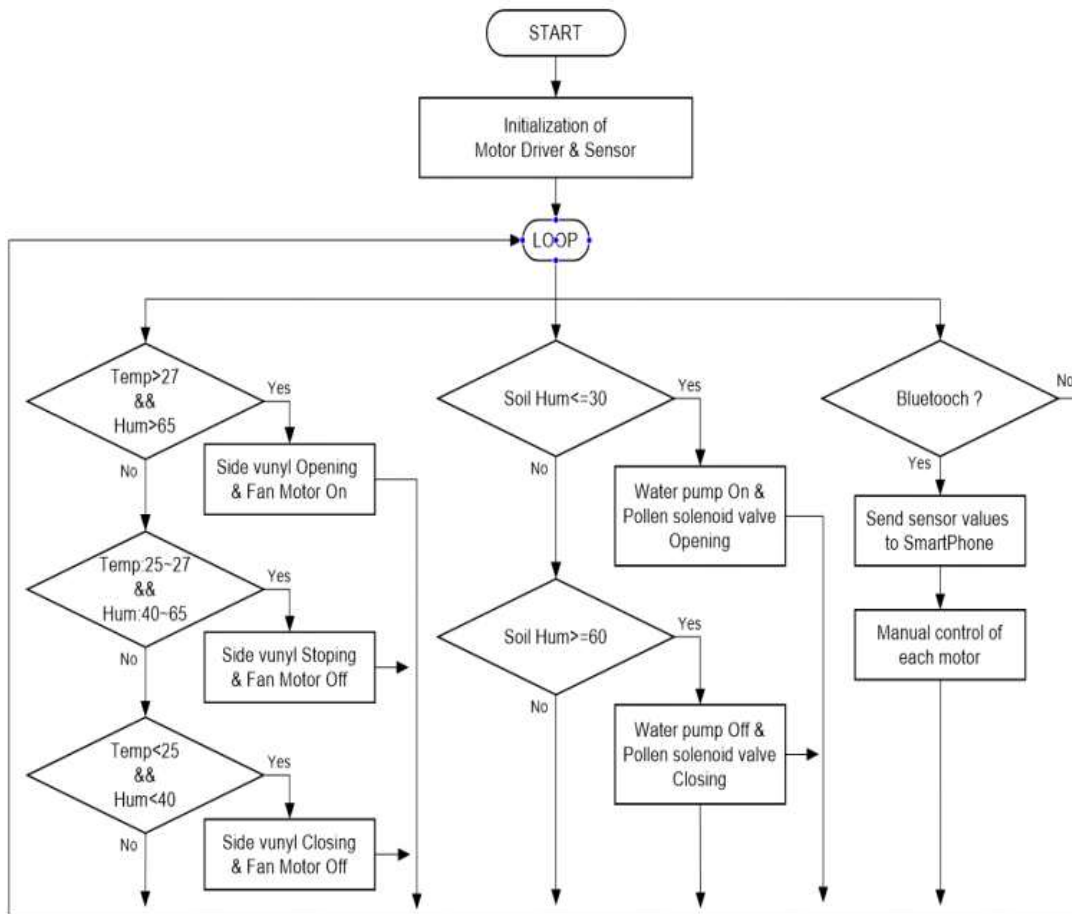 START
Initialization of
Motor Driver & Sensor
LOOP
Temp>27
&&
Hum>65
Yes
No
Side vunyl Opening
& Fan Motor On
Temp:25~27
&&
Hum:40~65
Yes
No
Side vunyl Stoping
& Fan Motor Off
Temp<25
&&
Hum<40
Yes
No
Side vunyl Closing
& Fan Motor Off
Soil Hum<=30
Yes
No
Water pump On &
Pollen solenoid valve
Opening
Soil Hum>=60
Yes
No
Water pump Off &
Pollen solenoid valve
Closing
Bluetooch ?
No
Yes
Send sensor values
to SmartPhone
Manual control of
each motor